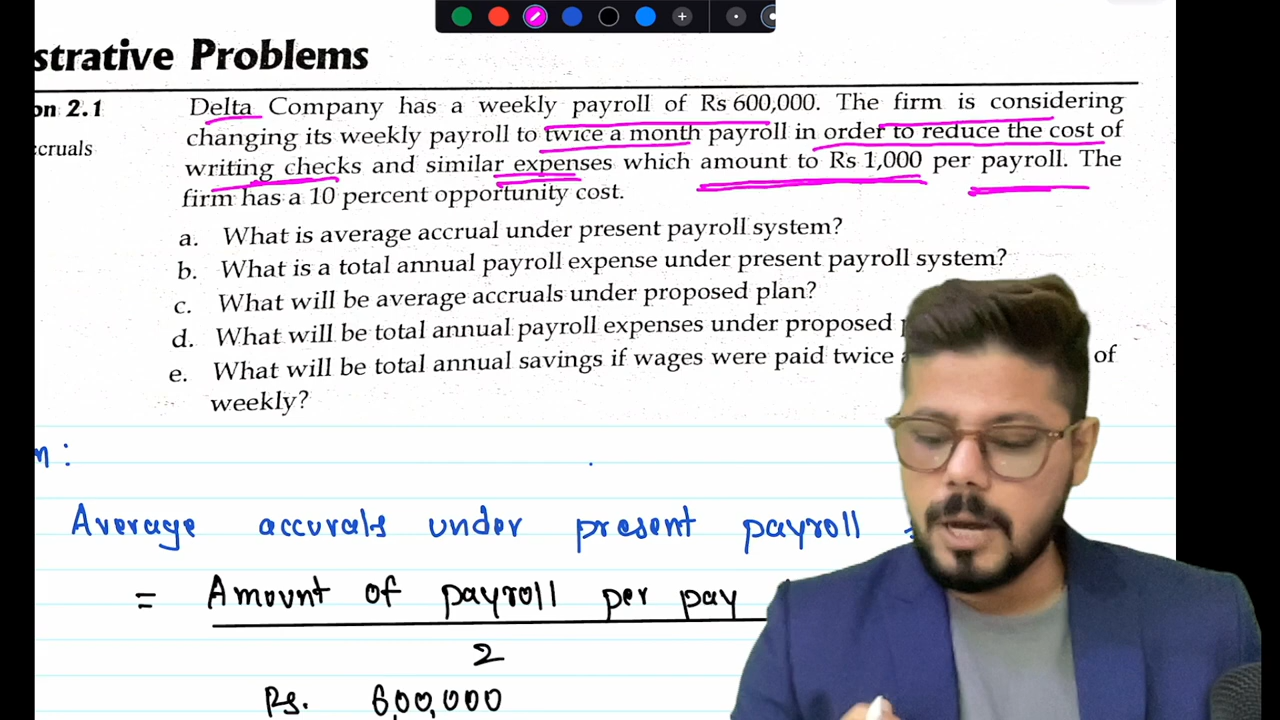 strative Problems
on 2.1
Delta Company has a weekly payroll of Rs 600,000. The firm is considering
ccruals
changing its weekly payroll to twice a month payroll in order to reduce the cost of
writing checks and similar expenses which amount to Rs 1,000 per payroll. The
firm has a 10 percent opportunity cost.
a. What is average accrual under present payroll system?
b. What is a total annual payroll expense under present payroll system?
c. What will be average accruals under proposed plan?
d. What will be total annual payroll expenses under proposed
e. What will be total annual savings if wages were paid twice of
weekly?
n :
Average accurals under present payroll
= Amount of payroll per pay
2
Rs. 600,000